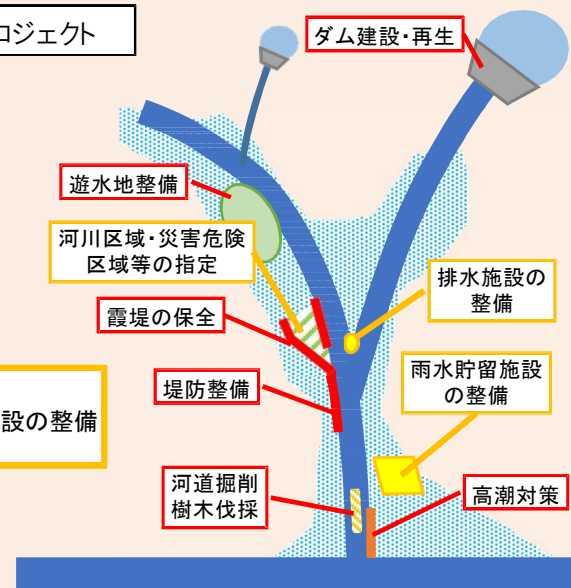 ロジェクト
ダム建設・再生
遊水地整備
河川区域・災害危険
区域等の指定
排水施設の
整備
霞堤の保全
雨水貯留施設
の整備
堤防整備
設の整備
河道掘削
樹木伐採
高潮対策